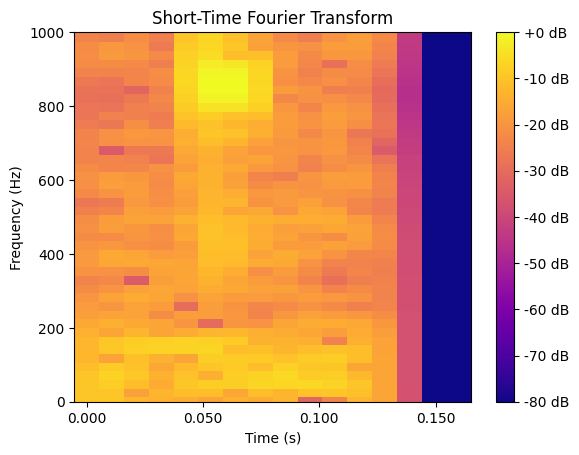 Short-Time Fourier Transform
1000
800
600
400
200
0
Frequency (Hz)
0.000
0.050
0.100
0.150
Time (s)
+0 dB
-10 dB
-20 dB
-30 dB
-40 dB
-50 dB
-60 dB
-70 dB
-80 dB